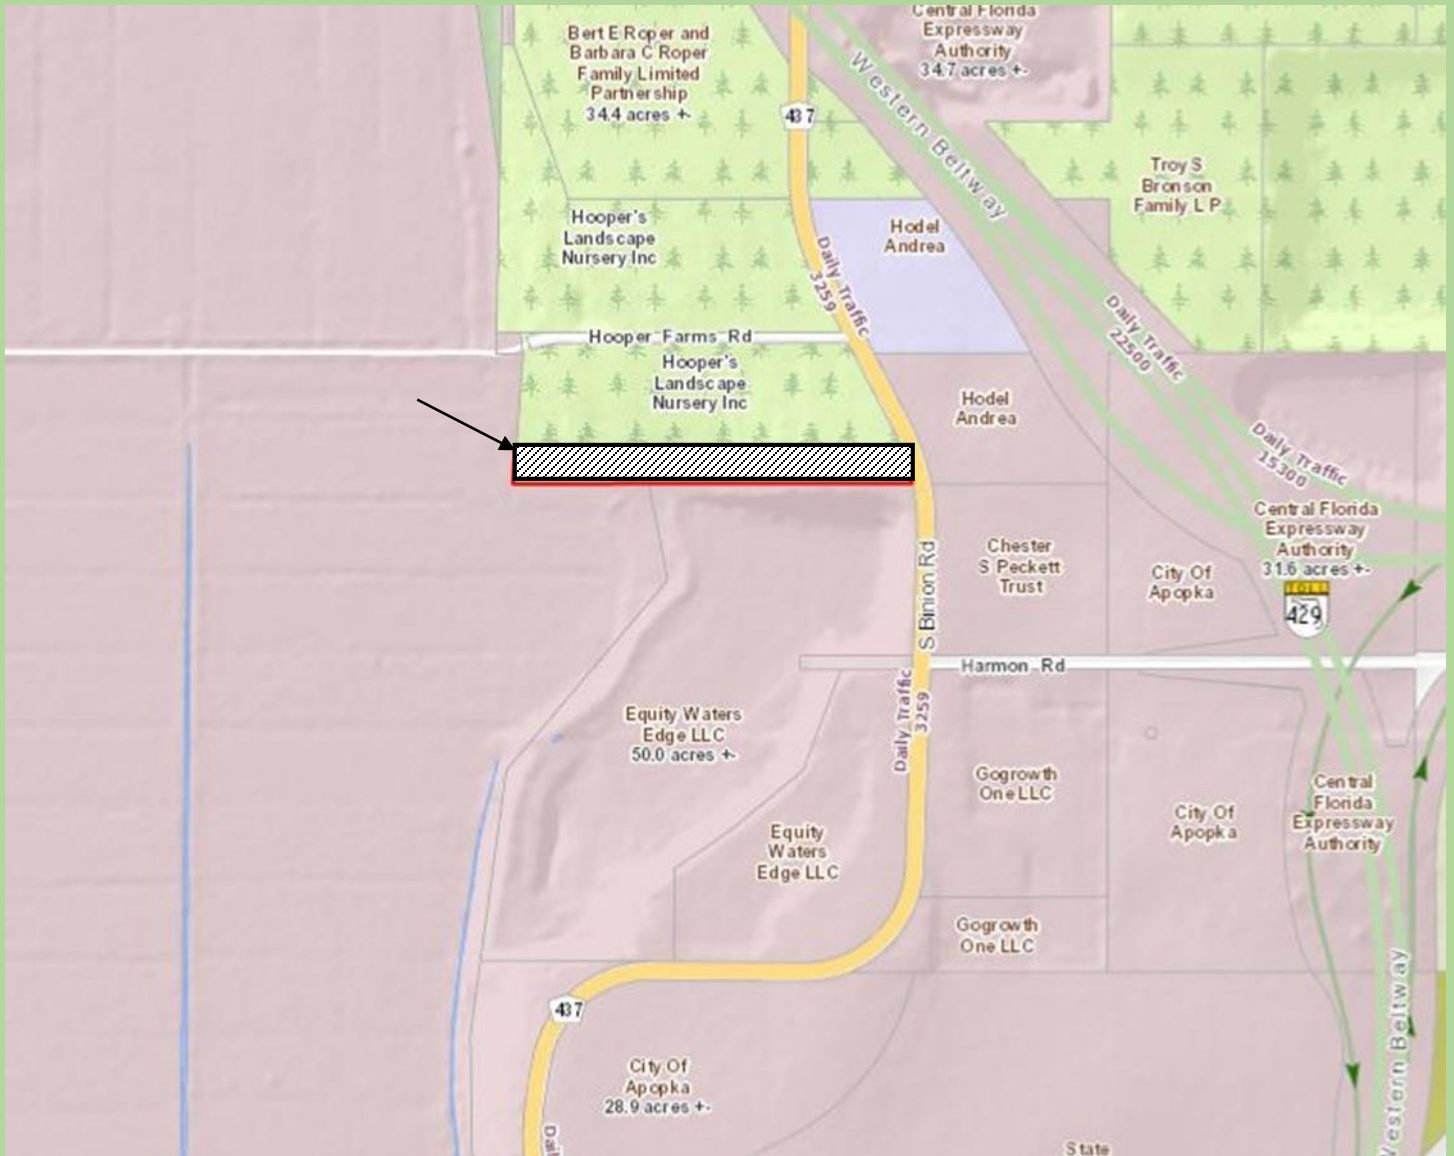 Bert E Roper and
Barbara C Roper
Family Limited
Partnership
34.4 acres +-
Central Florida
Expressway
Authority
34.7 acres +-
Western Beltway
437
Troy S
Bronson
Family L P
Hooper's
Landscape
Nursery Inc
Hodel
Andrea
Daily Traffic
3259
Daily Traffic
22500
Hooper Farms Rd
Hooper's
Landscape
Nursery Inc
Hodel
Andrea
Daily Traffic
15300
Central Florida
Expressway
Authority
31.6 acres +-
TOLL
429
Chester
S Peckett
Trust
City Of
Apopka
S Binion Rd
Harmon Rd
Daily Traffic
3259
Equity Waters
Edge LLC
50.0 acres +-
Gogrowth
One LLC
Central
Florida
Expressway
Authority
City Of
Apopka
Equity
Waters
Edge LLC
Gogrowth
One LLC
Western Beltway
437
City Of
Apopka
28.9 acres +-
Dail
State